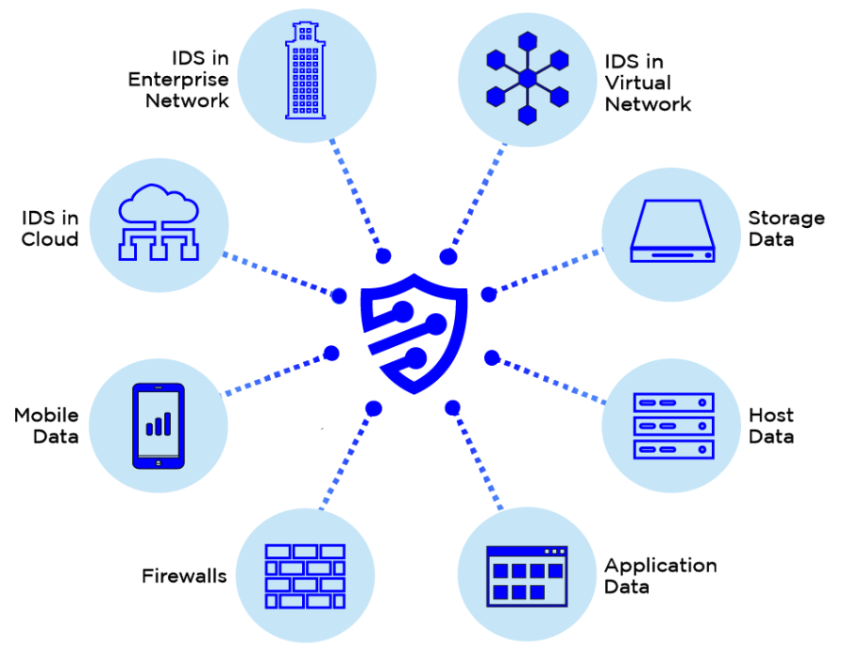 IDS in
Enterprise
Network
IDS in
Virtual
Network
IDS in
Cloud
Storage
Data
Mobile
Data
Host
Data
Firewalls
Application
Data